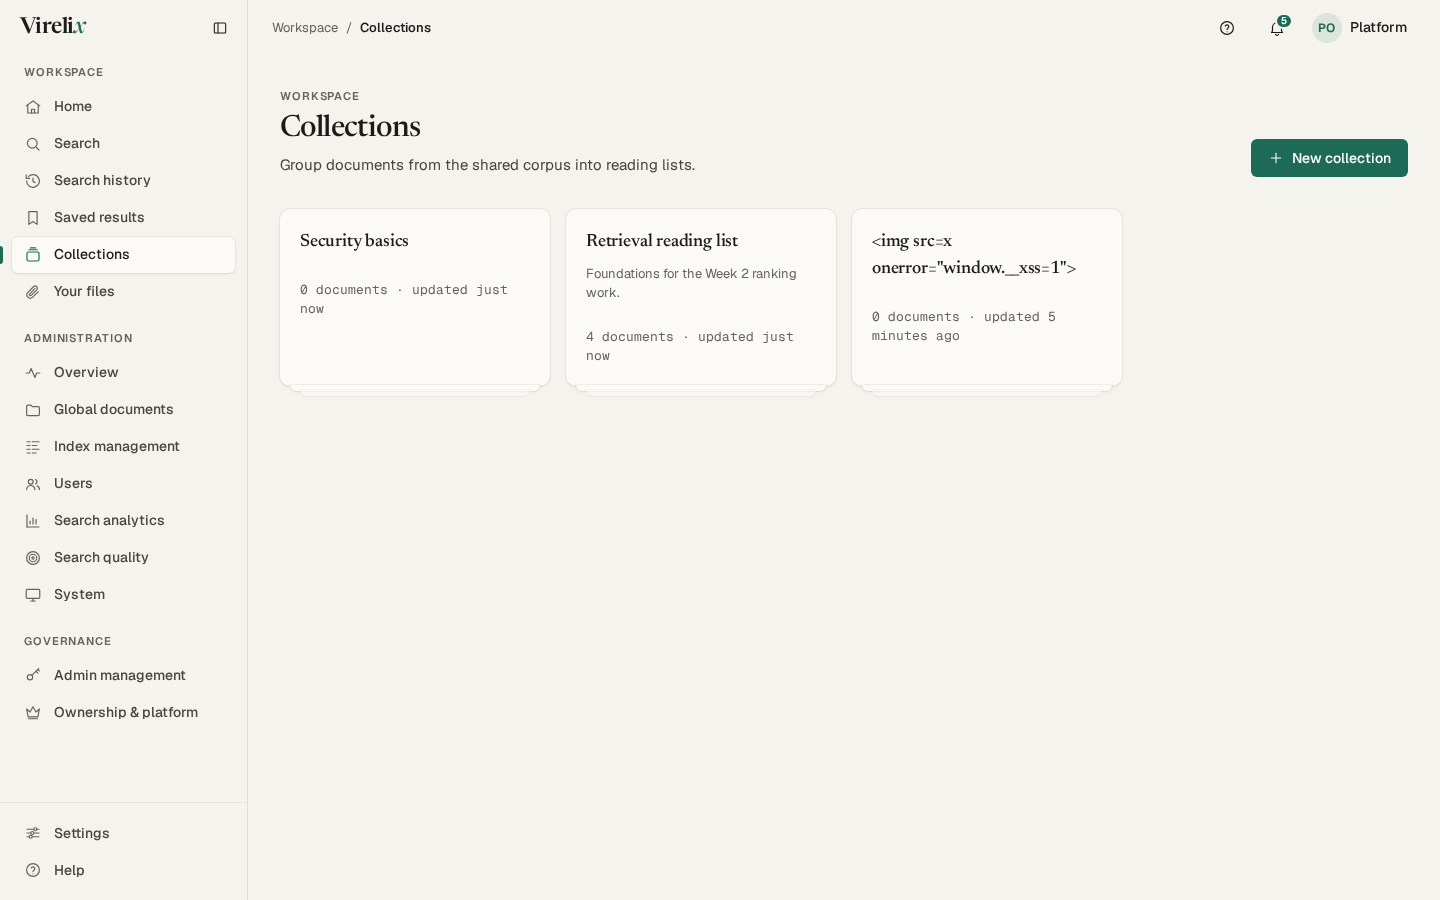 Virelix
WORKSPACE
Home
Search
Search history
Saved results
Collections
Your files
ADMINISTRATION
Overview
Global documents
Index management
Users
Search analytics
Search quality
System
GOVERNANCE
Admin management
Ownership & platform
Settings
Help
Workspace / Collections
5
PO Platform
WORKSPACE
Collections
Group documents from the shared corpus into reading lists.
New collection
Security basics
0 documents · updated just
now
Retrieval reading list
Foundations for the Week 2 ranking
work.
4 documents · updated just
now
<img src=x
onerror="window.__xss=1">
0 documents · updated 5
minutes ago